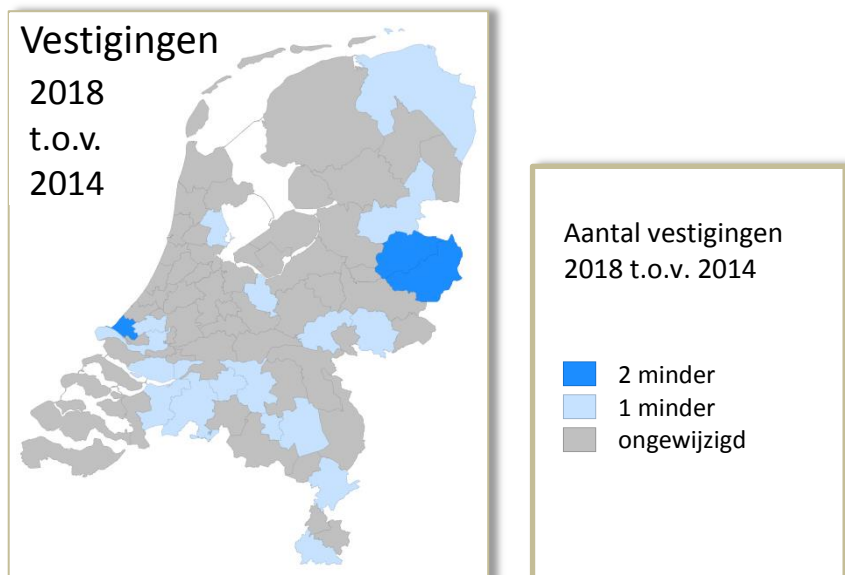 Vestigingen
2018
t.o.v.
2014
Aantal vestigingen
2018 t.o.v. 2014
2 minder
1 minder
ongewijzigd